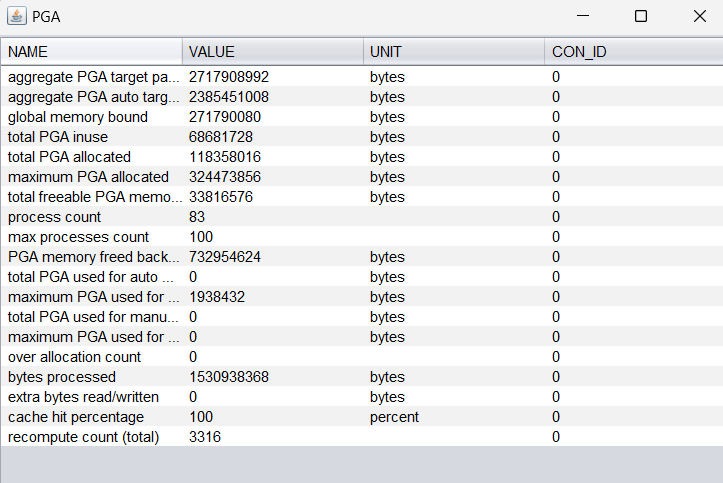 PGA
NAME VALUE UNIT CON_ID
aggregate PGA target pa... 2717908992 bytes 0
aggregate PGA auto targ... 2385451008 bytes 0
global memory bound 271790080 bytes 0
total PGA inuse 68681728 bytes 0
total PGA allocated 118358016 bytes 0
maximum PGA allocated 324473856 bytes 0
total freeable PGA memo... 33816576 bytes 0
process count 83 0
max processes count 100 0
PGA memory freed back... 732954624 bytes 0
total PGA used for auto ... 0 bytes 0
maximum PGA used for ... 1938432 bytes 0
total PGA used for manu... 0 bytes 0
maximum PGA used for ... 0 bytes 0
over allocation count 0 0
bytes processed 1530938368 bytes 0
extra bytes read/written 0 bytes 0
cache hit percentage 100 percent 0
recompute count (total) 3316 0